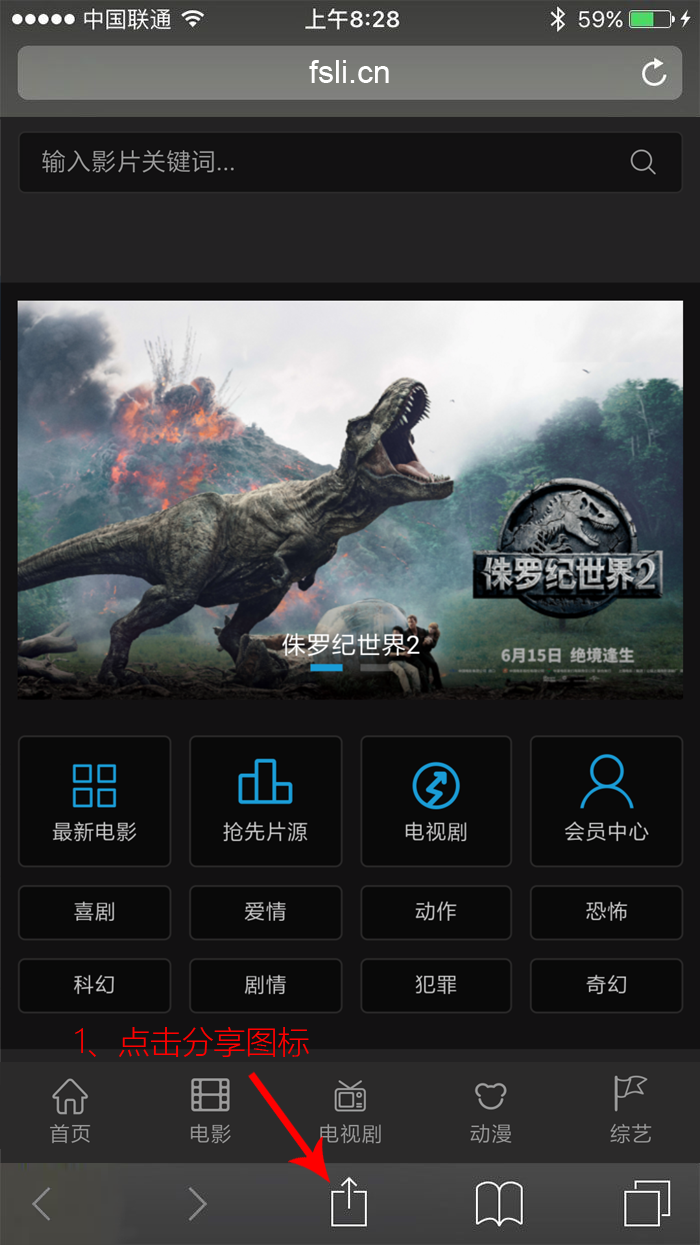 中国联通 上午8:28 59%
fsli.cn
输入影片关键词...
侏罗纪世界2
侏罗纪世界2
6月15日 绝境逢生
最新电影 抢先片源 电视剧 会员中心
喜剧 爱情 动作 恐怖
科幻 剧情 犯罪 奇幻
1、点击分享图标
首页 电影 电视剧 动漫 综艺